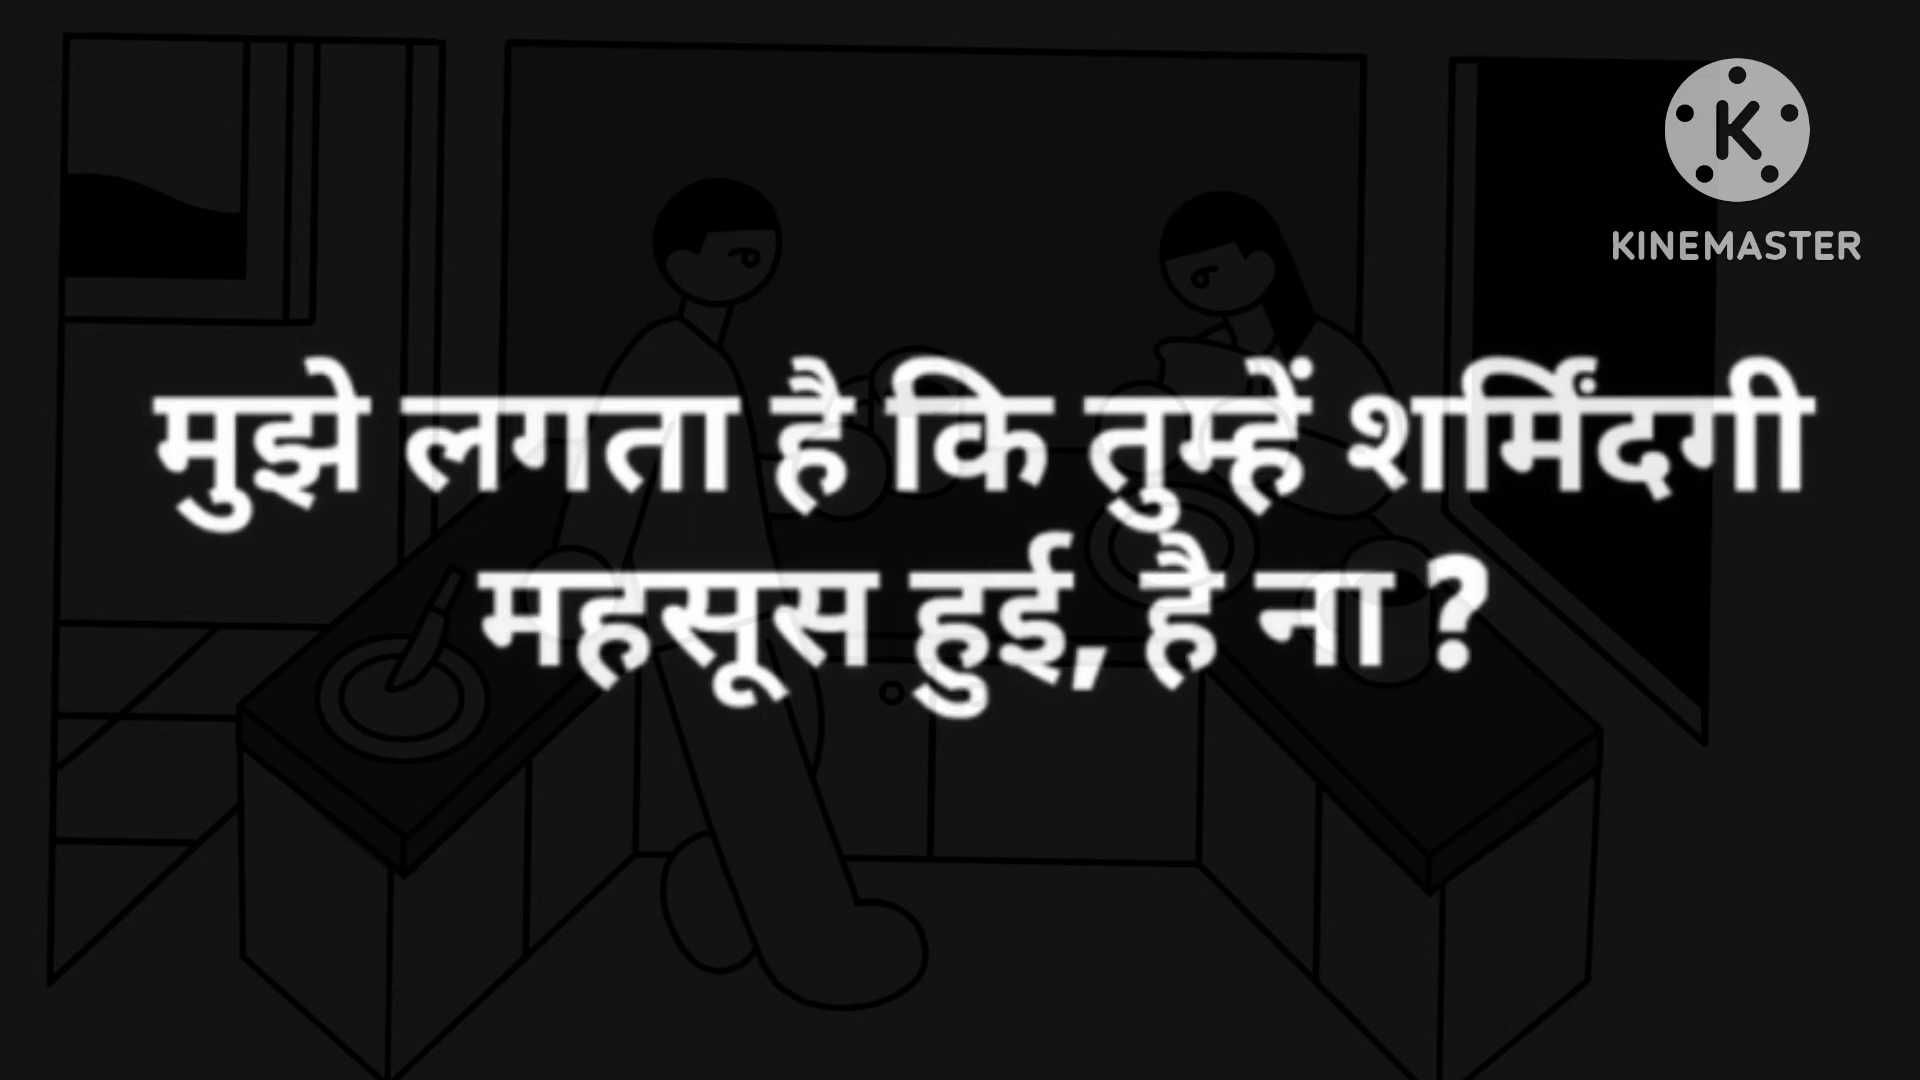 KINEMASTER
मुझे लगता है कि तुम्हें शर्मिंदगी
महसूस हुई, है ना ?